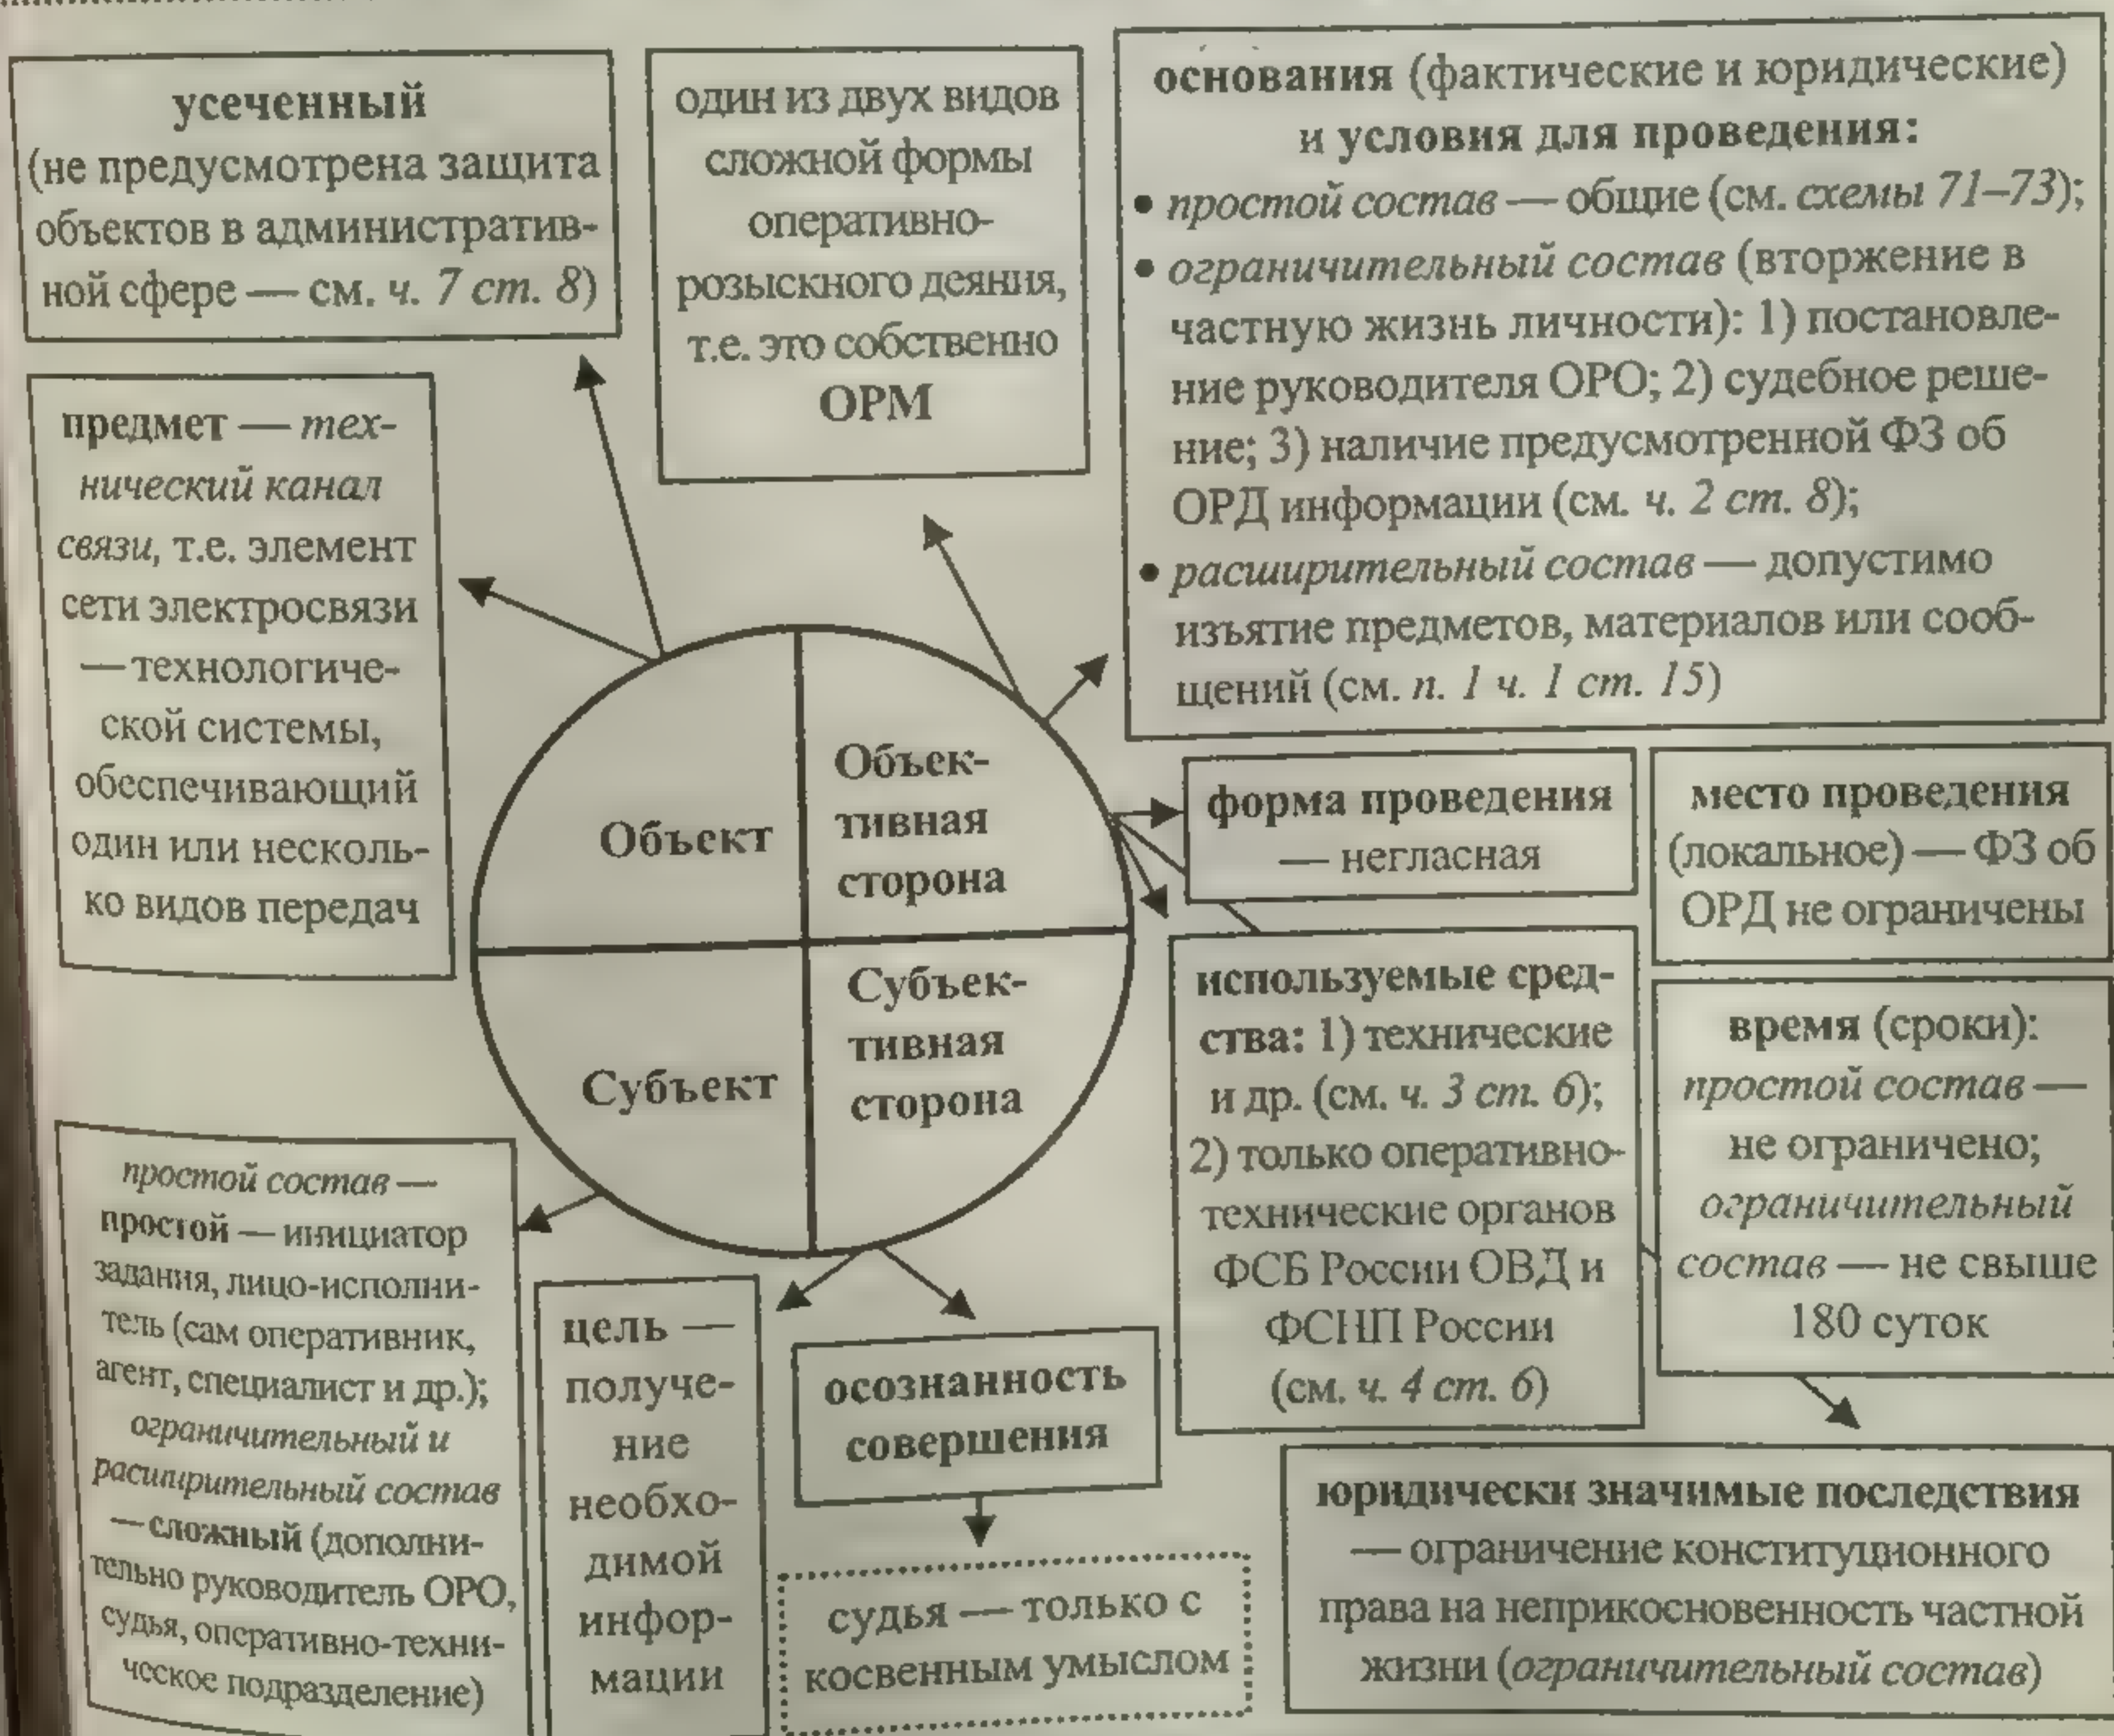 усеченный
(не предусмотрена защита
объектов в административ-
ной сфере — см. ч. 7 ст. 8)
один из двух видов
сложной формы
оперативно-
розыскного деяния,
т.е. это собственно
ОРМ
основания (фактические и юридические)
и условия для проведения:
• простой состав — общие (см. схемы 71–73);
• ограничительный состав (вторжение в
частную жизнь личности): 1) постановле-
ние руководителя ОРО; 2) судебное реше-
ние; 3) наличие предусмотренной ФЗ об
ОРД информации (см. ч. 2 ст. 8);
• расширительный состав — допустимо
изъятие предметов, материалов или сооб-
щений (см. п. 1 ч. 1 ст. 15)
предмет — тех-
нический канал
связи, т.е. элемент
сети электросвязи
— технологиче-
ской системы,
обеспечивающий
один или несколь-
ко видов передач
Объект
Объек-
тивная
сторона
Субъект
Субъек-
тивная
сторона
форма проведения
— негласная
место проведения
(локальное) — ФЗ об
ОРД не ограничены
используемые сред-
ства: 1) технические
и др. (см. ч. 3 ст. 6);
2) только оперативно-
технические органов
ФСБ России ОВД и
ФСНП России
(см. ч. 4 ст. 6)
время (сроки):
простой состав —
не ограничено;
ограничительный
состав — не свыше
180 суток
простой состав —
простой — инициатор
задания, лицо-исполни-
тель (сам оперативник,
агент, специалист и др.);
ограничительный и
расширительный состав
— сложный (дополни-
тельно руководитель ОРО,
судья, оперативно-техни-
ческое подразделение)
цель —
получе-
ние
необхо-
димой
инфор-
мации
осознанность
совершения
судья — только с
косвенным умыслом
юридически значимые последствия
— ограничение конституционного
права на неприкосновенность частной
жизни (ограничительный состав)